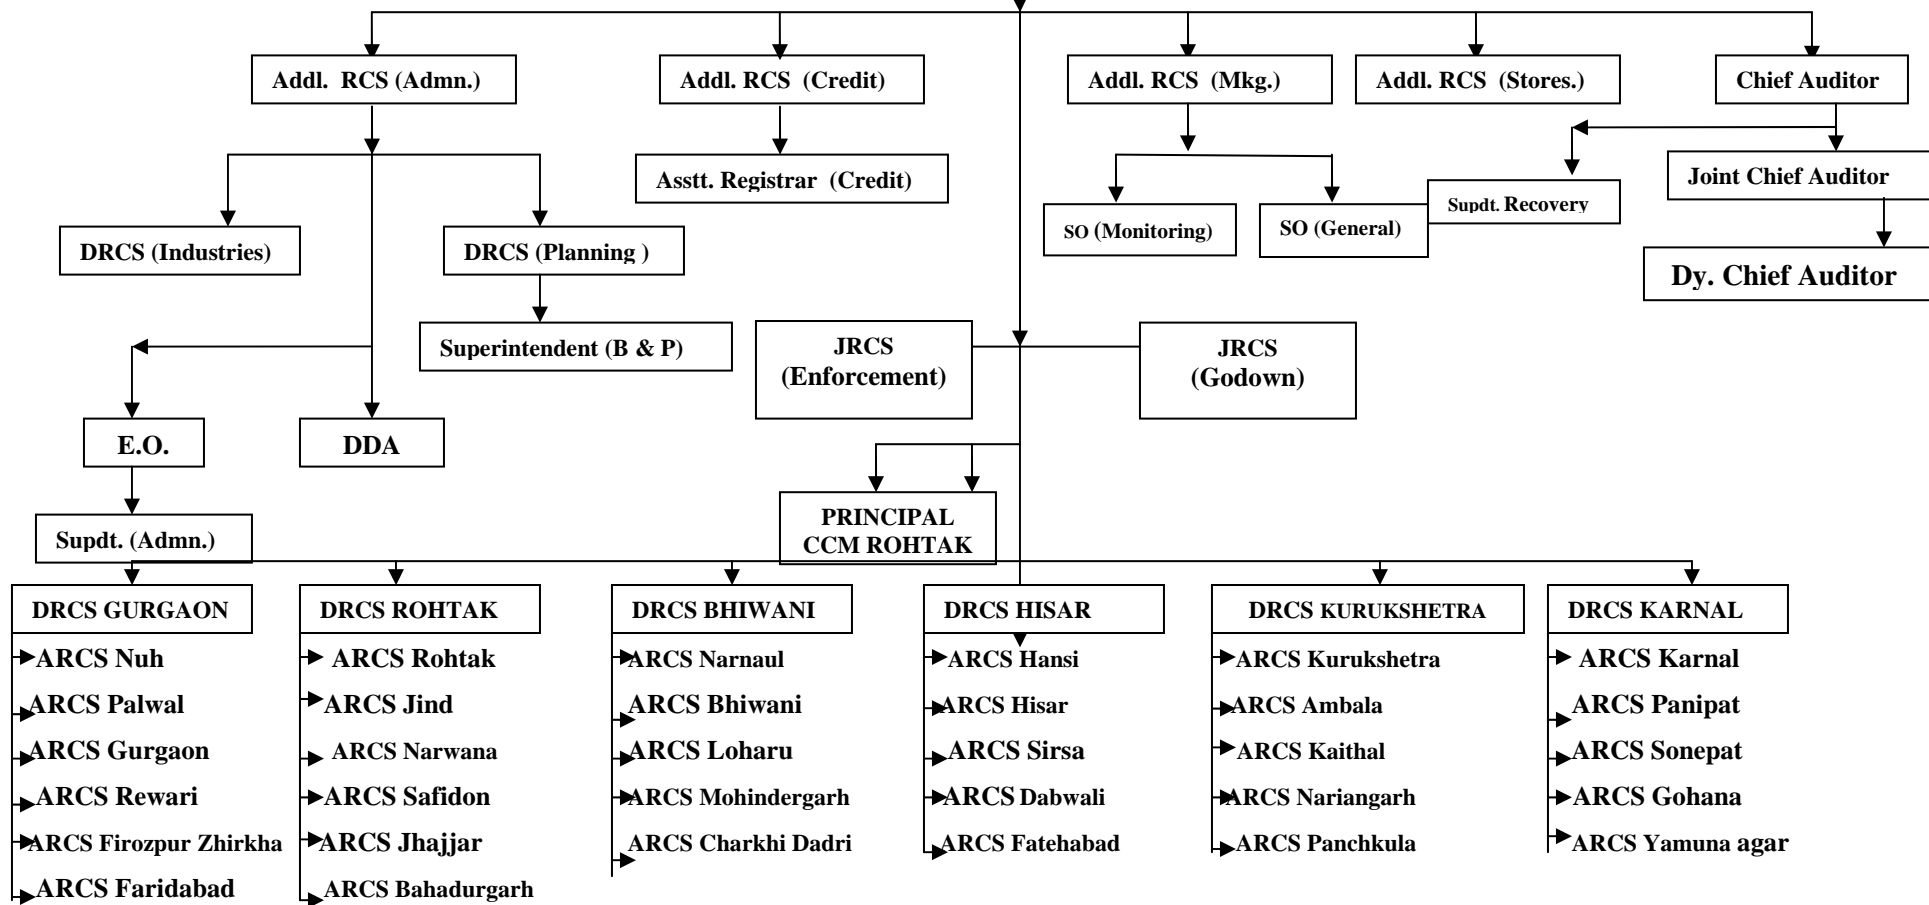 Addl. RCS (Admn.)
Addl. RCS (Credit)
Addl. RCS (Mkg.)
Addl. RCS (Stores.)
Chief Auditor
Asstt. Registrar (Credit)
Joint Chief Auditor
Supdt. Recovery
SO (Monitoring)
SO (General)
DRCS (Industries)
DRCS (Planning )
Dy. Chief Auditor
Superintendent (B & P)
JRCS
(Enforcement)
JRCS
(Godown)
E.O.
DDA
Supdt. (Admn.)
PRINCIPAL
CCM ROHTAK
DRCS GURGAON
ARCS Nuh
ARCS Palwal
ARCS Gurgaon
ARCS Rewari
ARCS Firozpur Zhirkha
ARCS Faridabad
DRCS ROHTAK
ARCS Rohtak
ARCS Jind
ARCS Narwana
ARCS Safidon
ARCS Jhajjar
ARCS Bahadurgarh
DRCS BHIWANI
ARCS Narnaul
ARCS Bhiwani
ARCS Loharu
ARCS Mohindergarh
ARCS Charkhi Dadri
DRCS HISAR
ARCS Hansi
ARCS Hisar
ARCS Sirsa
ARCS Dabwali
ARCS Fatehabad
DRCS KURUKSHETRA
ARCS Kurukshetra
ARCS Ambala
ARCS Kaithal
ARCS Nariangarh
ARCS Panchkula
DRCS KARNAL
ARCS Karnal
ARCS Panipat
ARCS Sonepat
ARCS Gohana
ARCS Yamuna agar